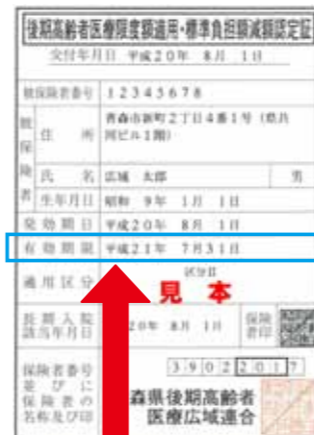 後期高齢者医療限度額適用・標準負担額減額認定証
交付年月日 平成20年 8月 1日
被保険者番号 12345678
被保険者
住所 青森市新町2丁目4番1号（県共
同ビル1階）
氏名 広域 太郎 男
生年月日 昭和 9年 1月 1日
発効期日 平成20年 8月 1日
有効期限 平成21年 7月31日
適用区分 区分II
見本
長期入院
該当年月日 20年 8月 1日 保険者印
保険者番号
並びに
保険者の
名称及び印
39022017
森県後期高齢者
医療広域連合